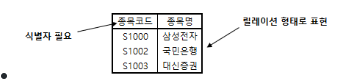 종목코드 종목명
식별자 필요
릴레이션 형태로 표현
S1000 삼성전자
S1002 국민은행
S1003 대신증권